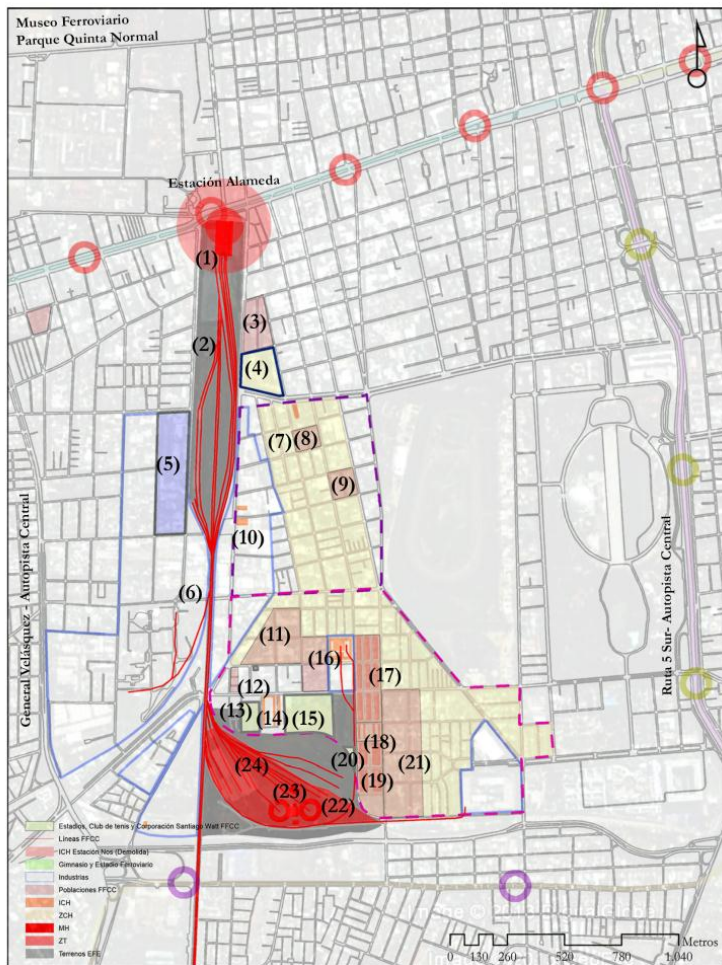 Museo Ferroviario
Parque Quinta Normal
Estación Alameda
(1)
(2)
(3)
(4)
(5)
(6)
(7)
(8)
(9)
(10)
(11)
(12)
(13)
(14)
(15)
(16)
(17)
(18)
(19)
(20)
(21)
(22)
(23)
(24)
General Velásquez - Autopista Central
Ruta 5 Sur- Autopista Central
Estadios, Club de tenis y Corporación Santiago Watt FFCC
Líneas FFCC
ICH Estación Nos (Demolida)
Gimnasio y Estadio Ferroviario
Industrias
Poblaciones FFCC
ICH
ZCH
MH
ZT
Terrenos EFE
Metros
0 130 260 520 780 1.040